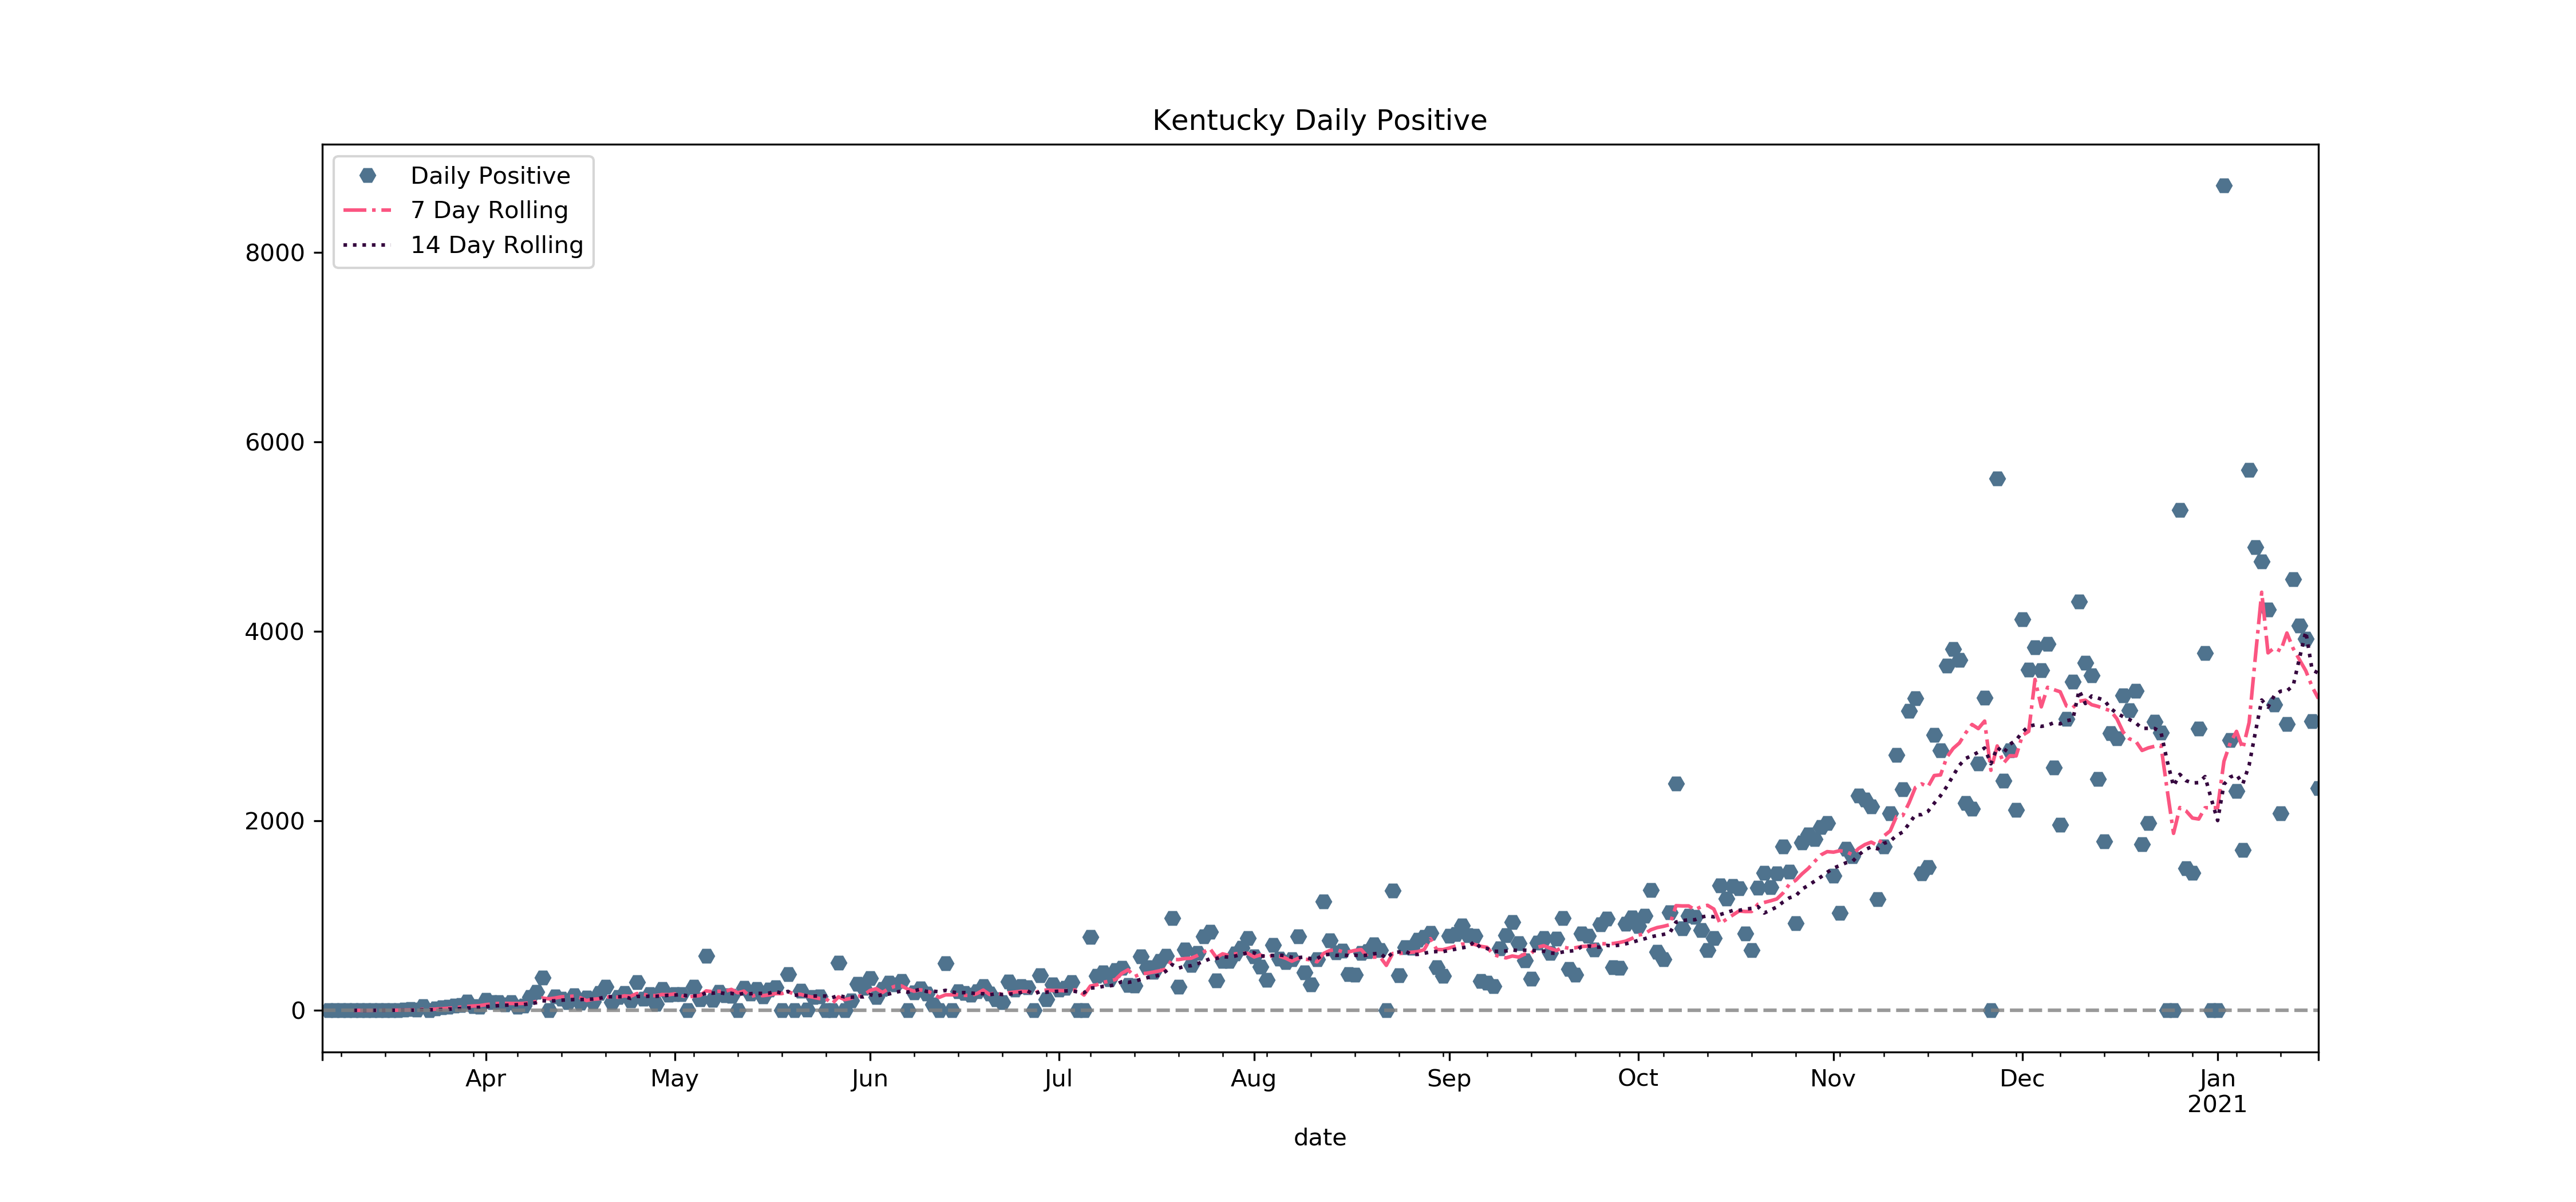 Kentucky Daily Positive
Daily Positive
7 Day Rolling
14 Day Rolling
8000
6000
4000
2000
0
Apr May Jun Jul Aug Sep Oct Nov Dec Jan
2021
date